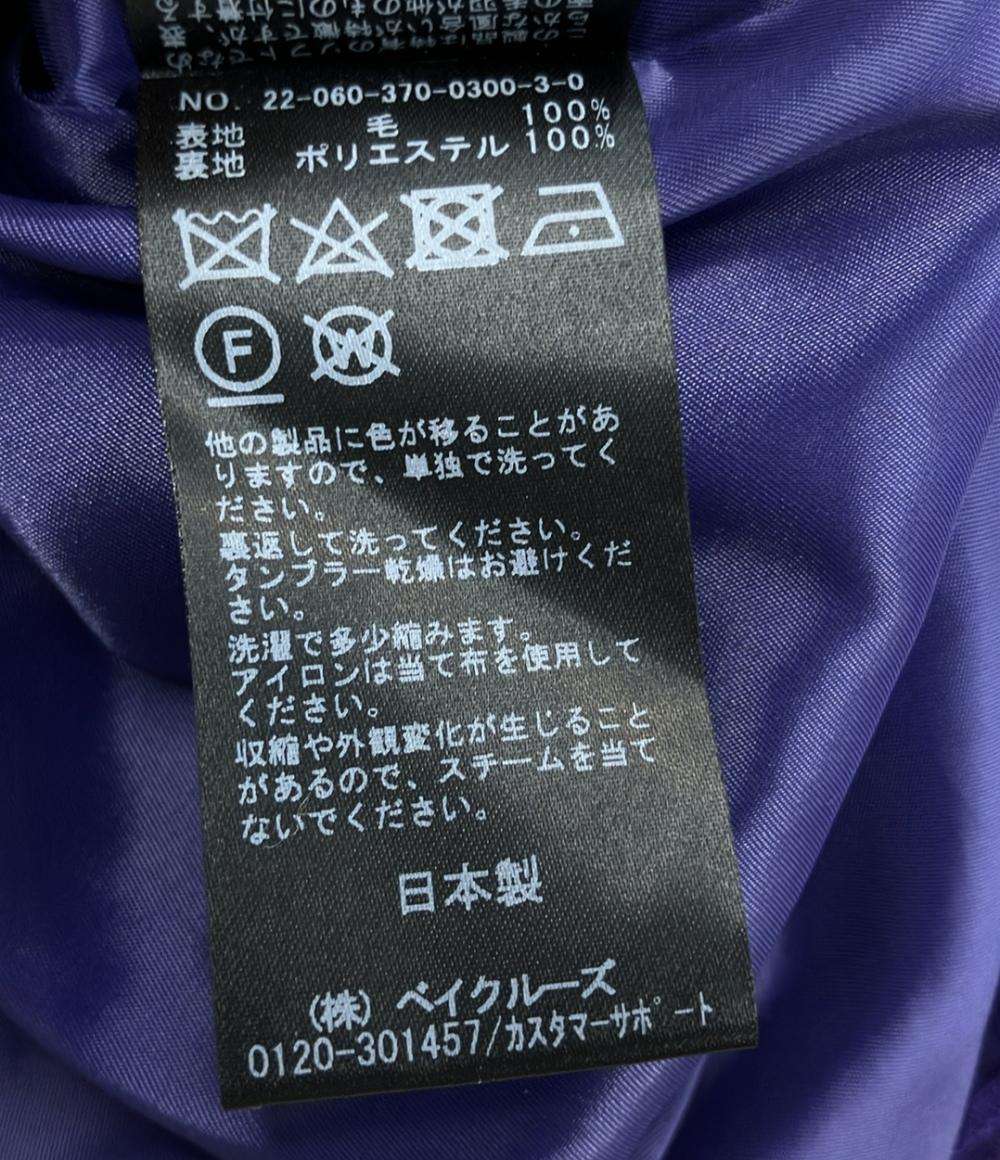 NO. 22-060-370-0300-3-0
表地 毛 100%
裏地 ポリエステル 100%
F W
他の製品に色が移ることがあ
りますので、単独で洗ってく
ださい。
裏返して洗ってください。
タンブラー乾燥はお避けくだ
さい。
洗濯で多少縮みます。
アイロンは当て布を使用して
ください。
収縮や外観変化が生じること
があるので、スチームを当て
ないでください。
日本製
(株) ベイクルーズ
0120-301457/カスタマーサポート